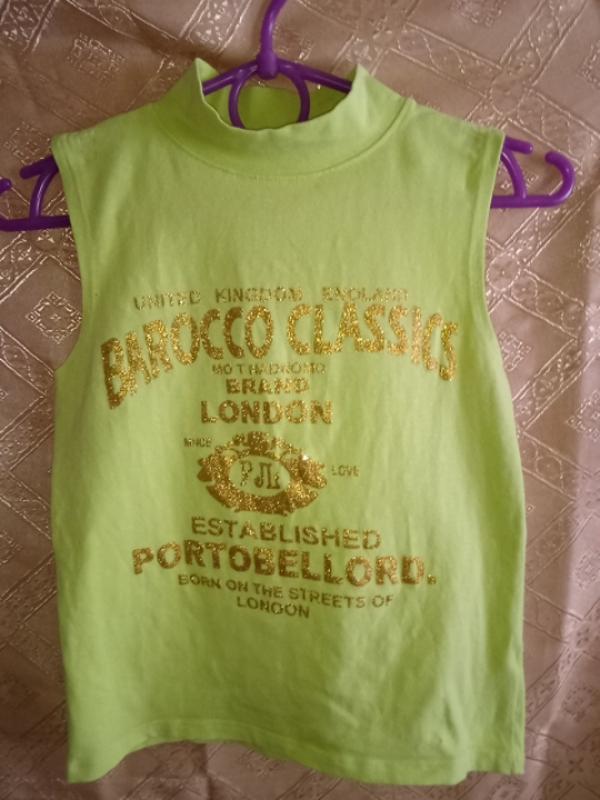 UNITED KINGDOM ENGLAND
BAROCCO CLASSICS
BRAND
LONDON
SINCE
LOVE
ESTABLISHED
PORTOBELLORD.
BORN ON THE STREETS OF
LONDON